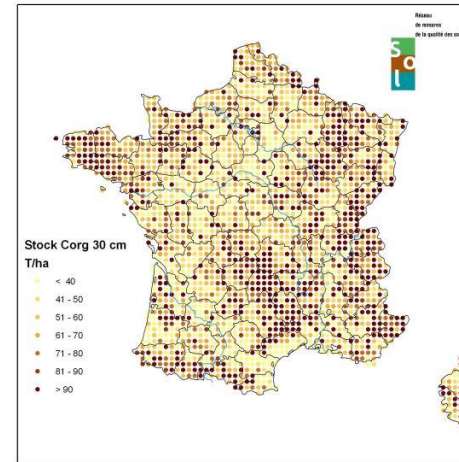 Réseau
de mesures
de la qualité des so
S
o
l
Stock Corg 30 cm
T/ha
< 40
41 - 50
51 - 60
61 - 70
71 - 80
81 - 90
> 90